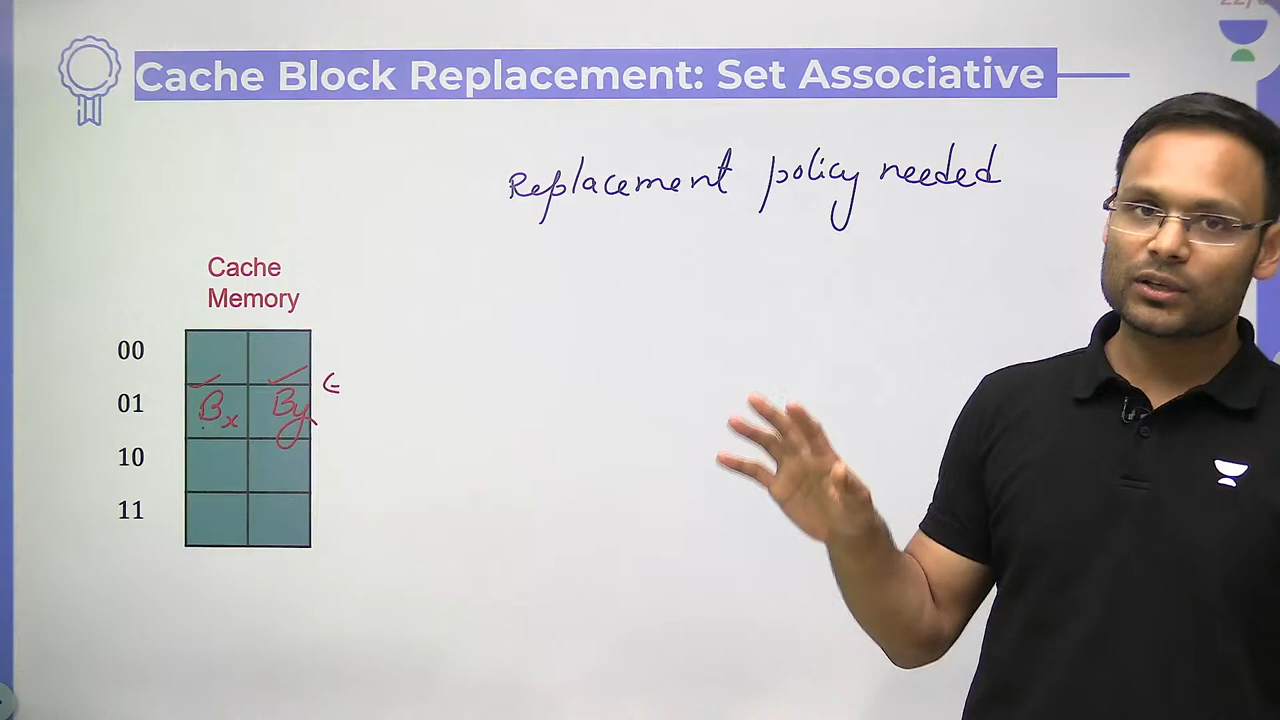 Cache Block Replacement: Set Associative
Replacement policy needed
Cache
Memory
00
01 Bx By
10
11